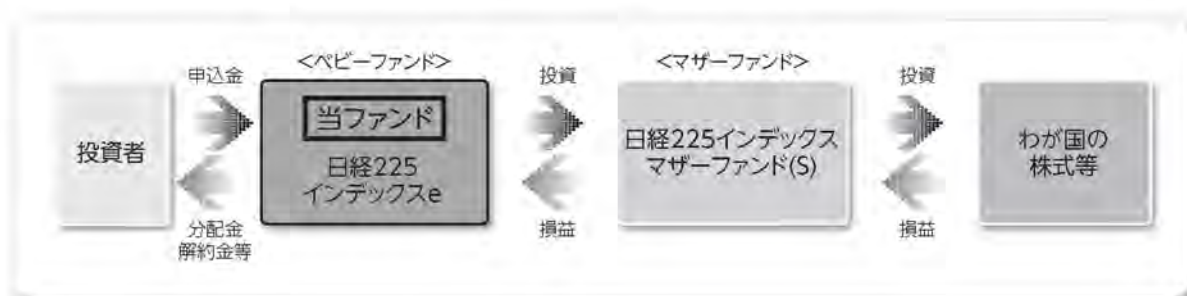 投資者
申込金
分配金
解約金等
<ベビーファンド>
当ファンド
日経225
インデックスe
投資
損益
<マザーファンド>
日経225インデックス
マザーファンド(S)
投資
損益
わが国の
株式等